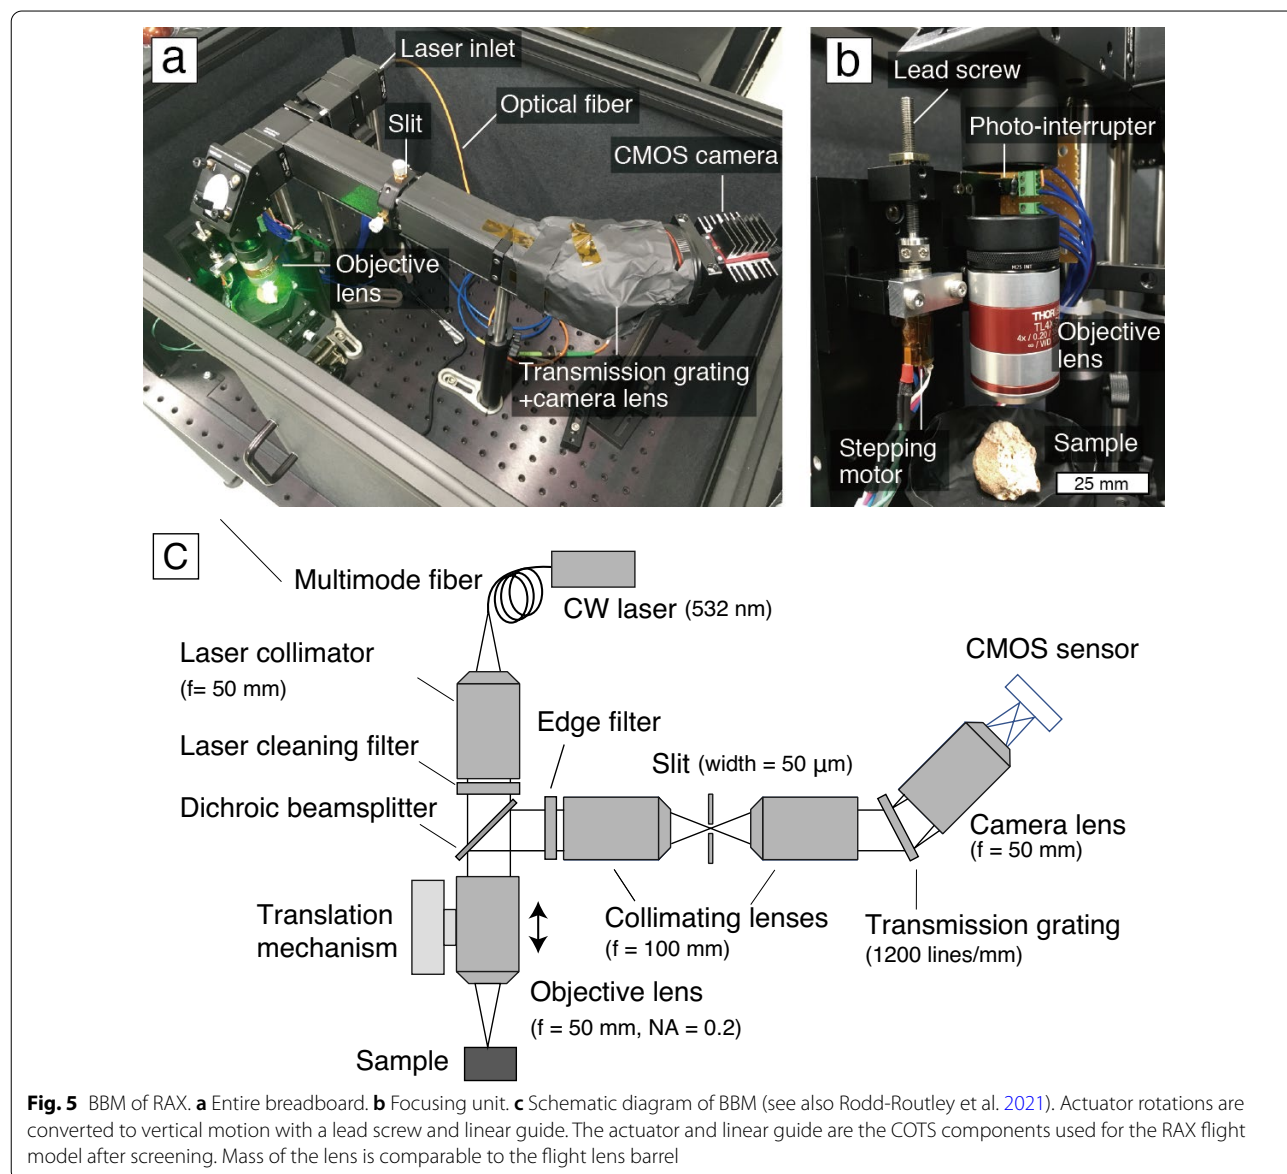 a
Laser inlet
Optical fiber
Slit
CMOS camera
Objective
lens
Transmission grating
+camera lens
b
Lead screw
Photo-interrupter
THOR
TL4X
4x / 0.20 /
∞ / WD
Objective
lens
Stepping
motor
Sample
25 mm
C
Multimode fiber
CW laser (532 nm)
Laser collimator
(f= 50 mm)
CMOS sensor
Edge filter
Laser cleaning filter
Slit (width = 50 μm)
Dichroic beamsplitter
Camera lens
(f = 50 mm)
Translation
mechanism
Collimating lenses
(f = 100 mm)
Transmission grating
(1200 lines/mm)
Objective lens
(f = 50 mm, NA = 0.2)
Sample
Fig. 5 BBM of RAX. a Entire breadboard. b Focusing unit. c Schematic diagram of BBM (see also Rodd-Routley et al. 2021). Actuator rotations are
converted to vertical motion with a lead screw and linear guide. The actuator and linear guide are the COTS components used for the RAX flight
model after screening. Mass of the lens is comparable to the flight lens barrel